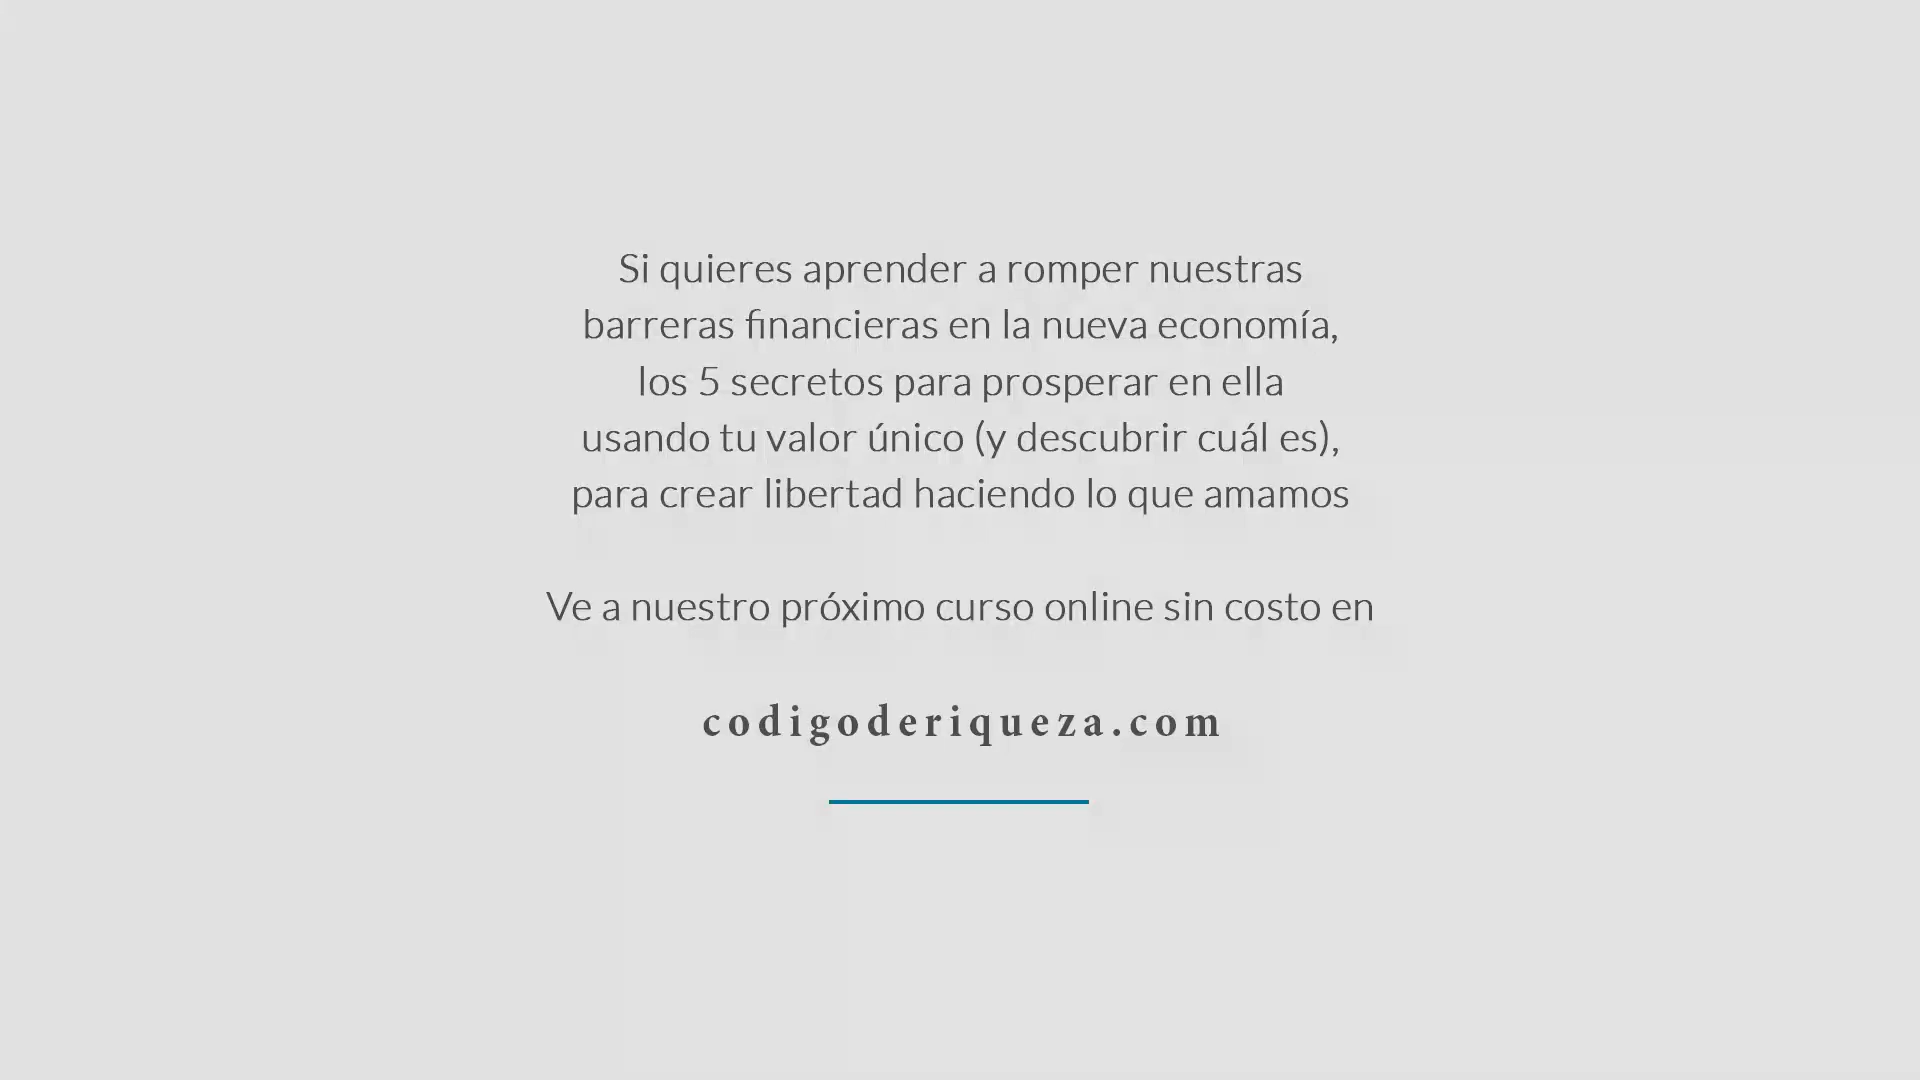 Si quieres aprender a romper nuestras
barreras financieras en la nueva economía,
los 5 secretos para prosperar en ella
usando tu valor único (y descubrir cuál es),
para crear libertad haciendo lo que amamos
Ve a nuestro próximo curso online sin costo en
codigoderiqueza.com